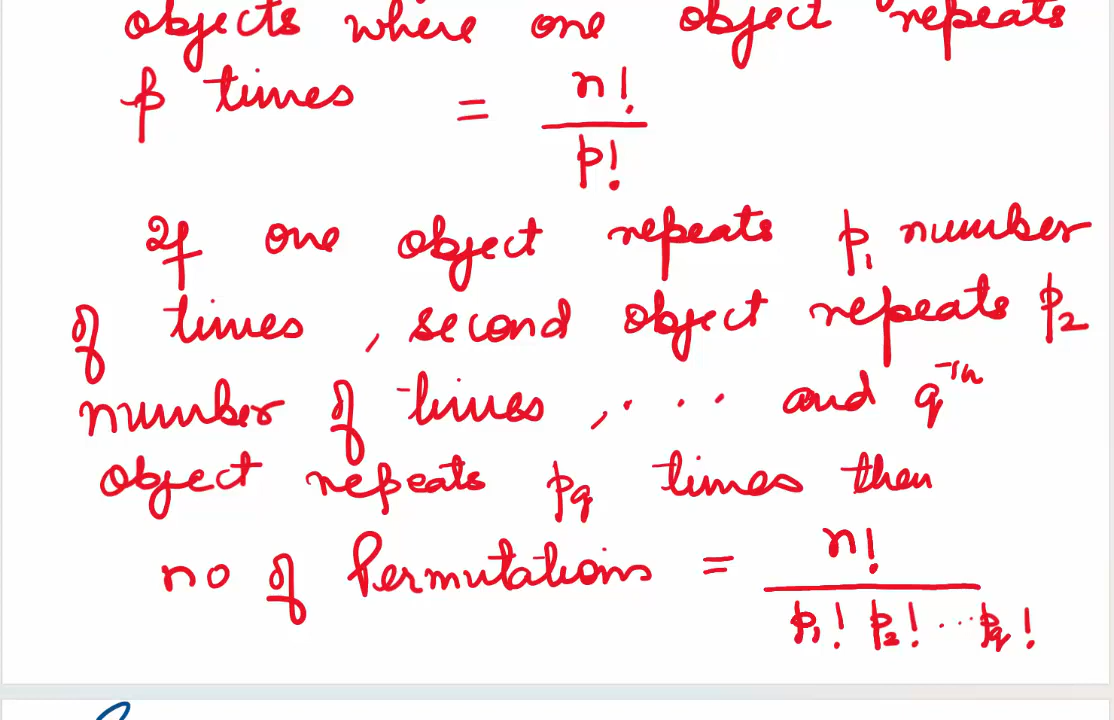 objects where one object repeats
p times = n!/p!
If one object repeats p₁ number
of times, second object repeats p₂
number of times, .... and qᵗʰ
object repeats p_q times then
no of Permutations = n!/(p₁! p₂! ... p_q!)